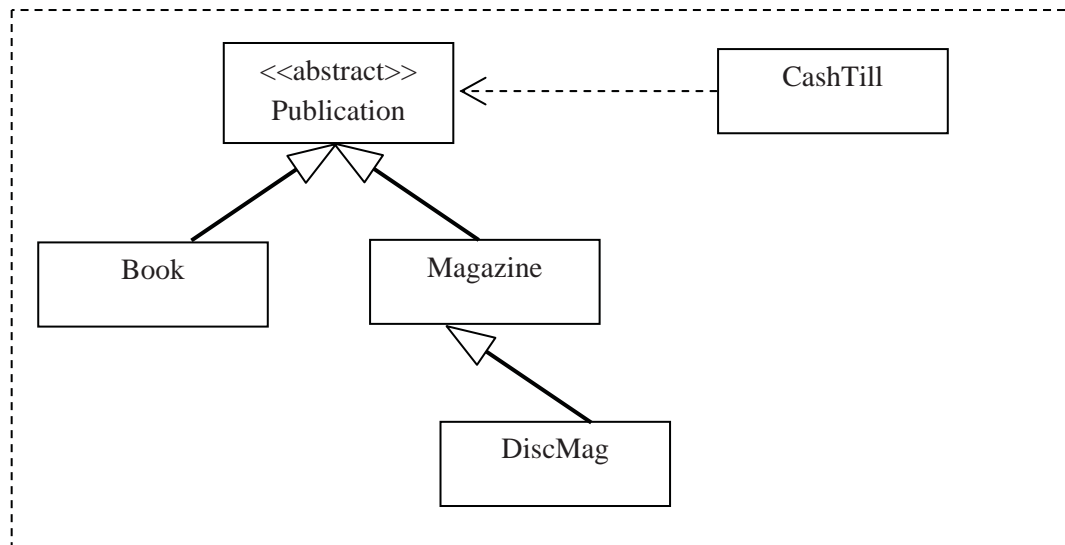 <<abstract>>
Publication
CashTill
Book
Magazine
DiscMag